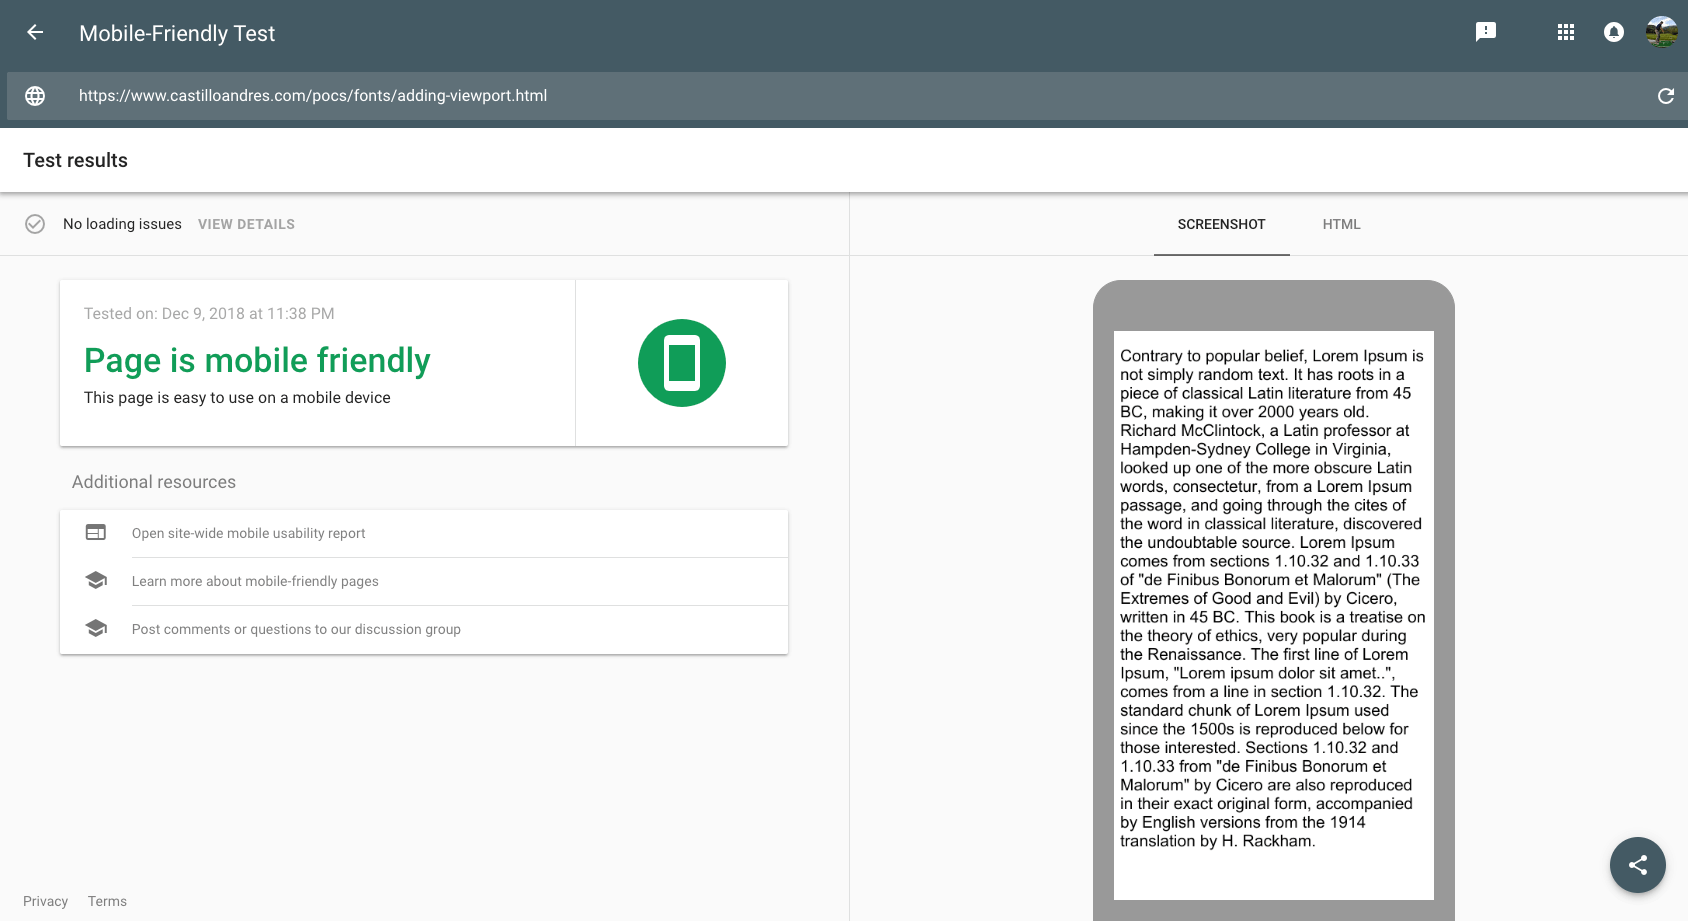 Mobile-Friendly Test
https://www.castilloandres.com/pocs/fonts/adding-viewport.html
Test results
No loading issues VIEW DETAILS
SCREENSHOT HTML
Tested on: Dec 9, 2018 at 11:38 PM
Page is mobile friendly
This page is easy to use on a mobile device
Additional resources
Open site-wide mobile usability report
Learn more about mobile-friendly pages
Post comments or questions to our discussion group
Contrary to popular belief, Lorem Ipsum is
not simply random text. It has roots in a
piece of classical Latin literature from 45
BC, making it over 2000 years old.
Richard McClintock, a Latin professor at
Hampden-Sydney College in Virginia,
looked up one of the more obscure Latin
words, consectetur, from a Lorem Ipsum
passage, and going through the cites of
the word in classical literature, discovered
the undoubtable source. Lorem Ipsum
comes from sections 1.10.32 and 1.10.33
of "de Finibus Bonorum et Malorum" (The
Extremes of Good and Evil) by Cicero,
written in 45 BC. This book is a treatise on
the theory of ethics, very popular during
the Renaissance. The first line of Lorem
Ipsum, "Lorem ipsum dolor sit amet..",
comes from a line in section 1.10.32. The
standard chunk of Lorem Ipsum used
since the 1500s is reproduced below for
those interested. Sections 1.10.32 and
1.10.33 from "de Finibus Bonorum et
Malorum" by Cicero are also reproduced
in their exact original form, accompanied
by English versions from the 1914
translation by H. Rackham.
Privacy Terms